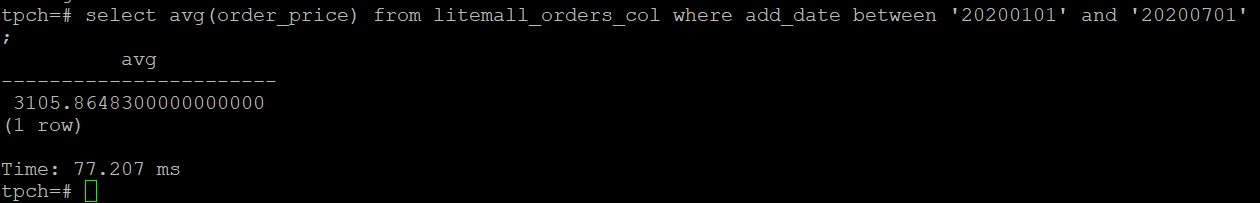 tpch=# select avg(order_price) from litemall_orders_col where add_date between '20200101' and '20200701'
;
avg
-----------------------
3105.8648300000000000
(1 row)
Time: 77.207 ms
tpch=#